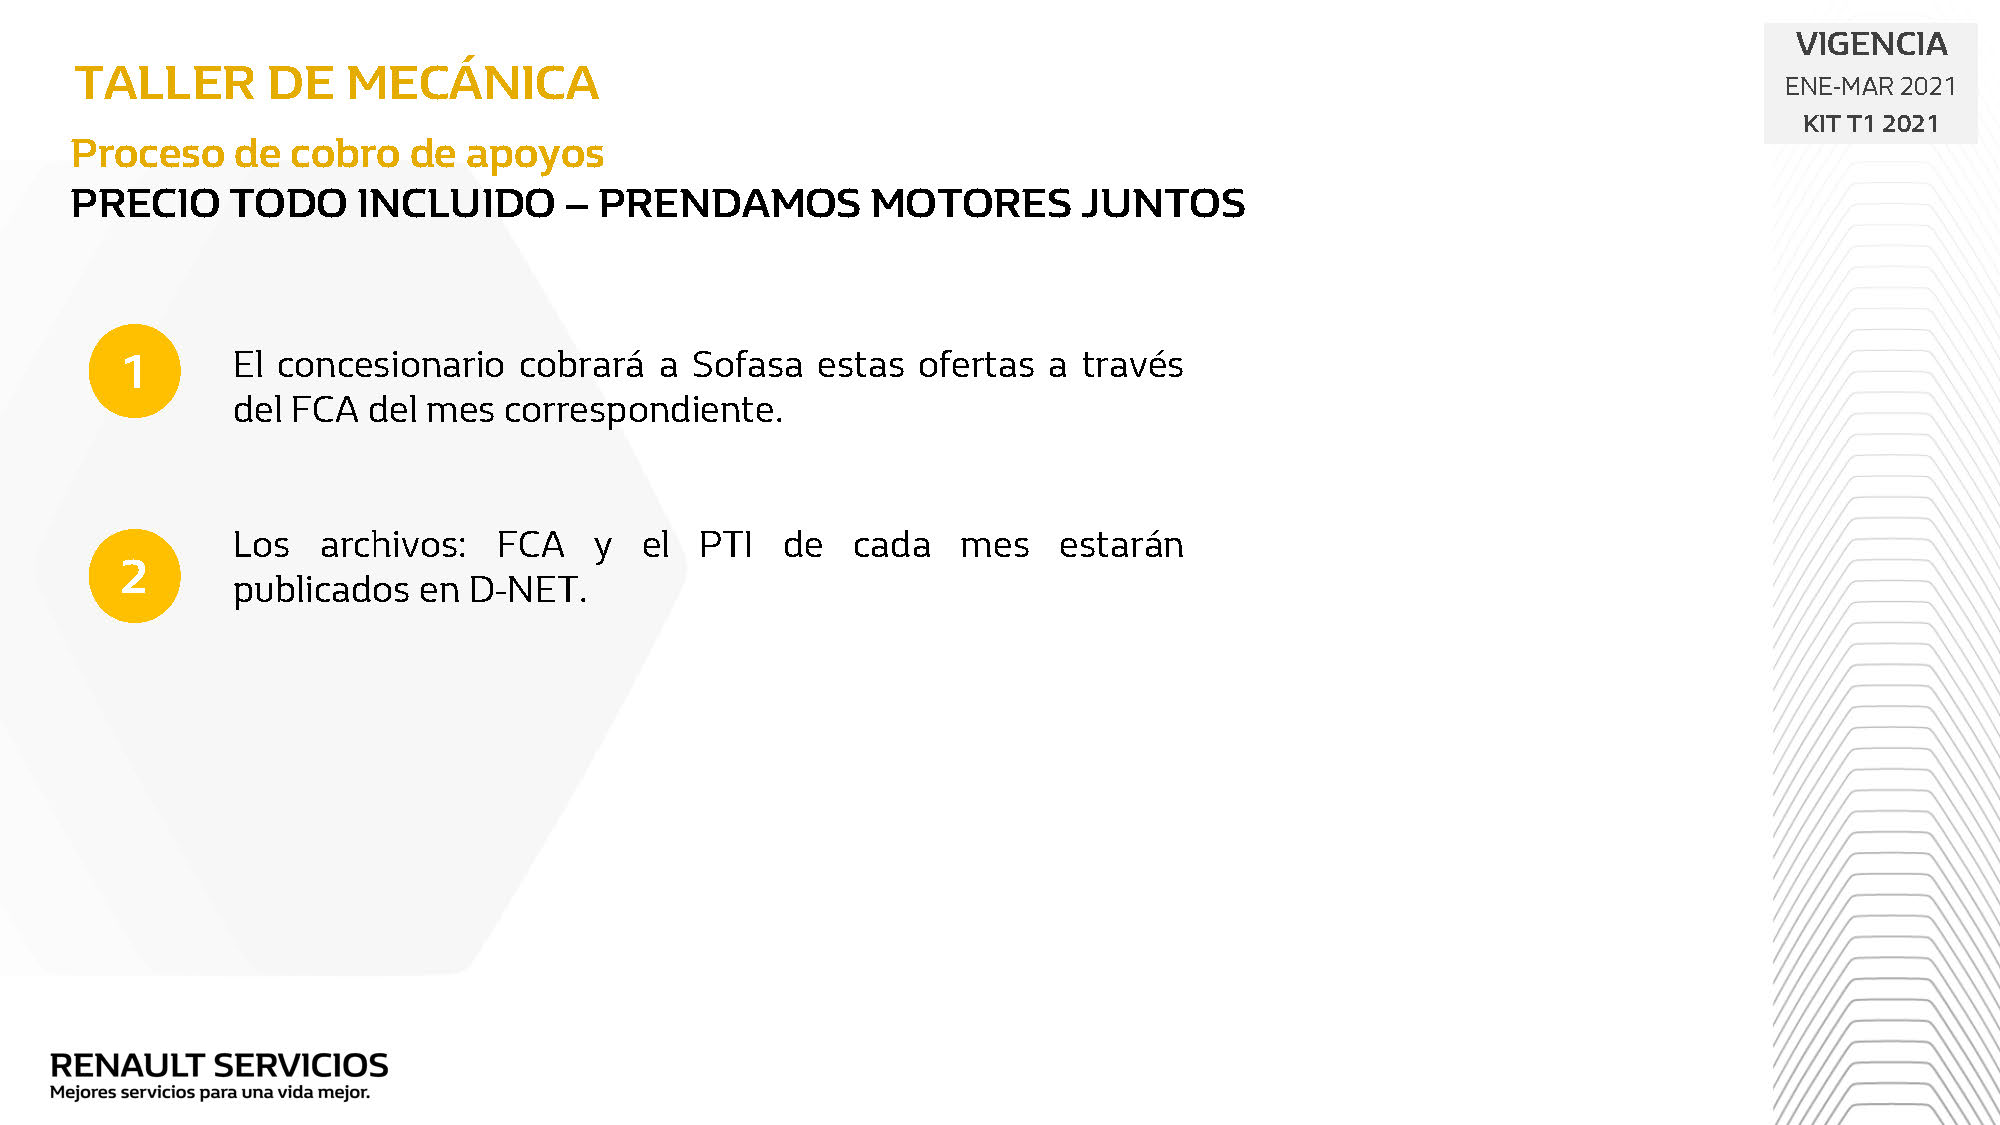 TALLER DE MECÁNICA
VIGENCIA
ENE-MAR 2021
KIT T1 2021
Proceso de cobro de apoyos
PRECIO TODO INCLUIDO – PRENDAMOS MOTORES JUNTOS
1
El concesionario cobrará a Sofasa estas ofertas a través
del FCA del mes correspondiente.
2
Los archivos: FCA y el PTI de cada mes estarán
publicados en D-NET.
RENAULT SERVICIOS
Mejores servicios para una vida mejor.